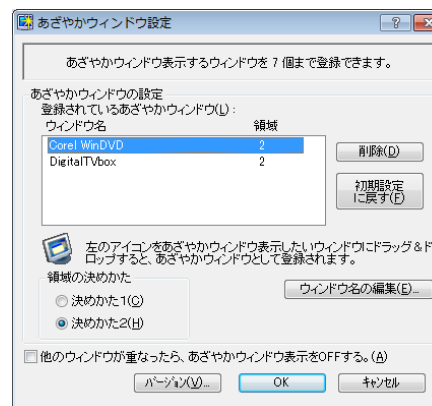 あざやかウィンドウ設定
あざやかウィンドウ表示するウィンドウを 7 個まで登録できます。
あざやかウィンドウの設定
登録されているあざやかウィンドウ(L):
ウィンドウ名 領域
Corel WinDVD 2
DigitalTVbox 2
削除(D)
初期設定
に戻す(F)
左のアイコンをあざやかウィンドウ表示したいウィンドウにドラッグ&ド
ロップすると、あざやかウィンドウとして登録されます。
領域の決めかた
決めかた1(C)
決めかた2(H)
ウィンドウ名の編集(E)...
他のウィンドウが重なったら、あざやかウィンドウ表示をOFFする。(A)
バージョン(V)...
OK
キャンセル